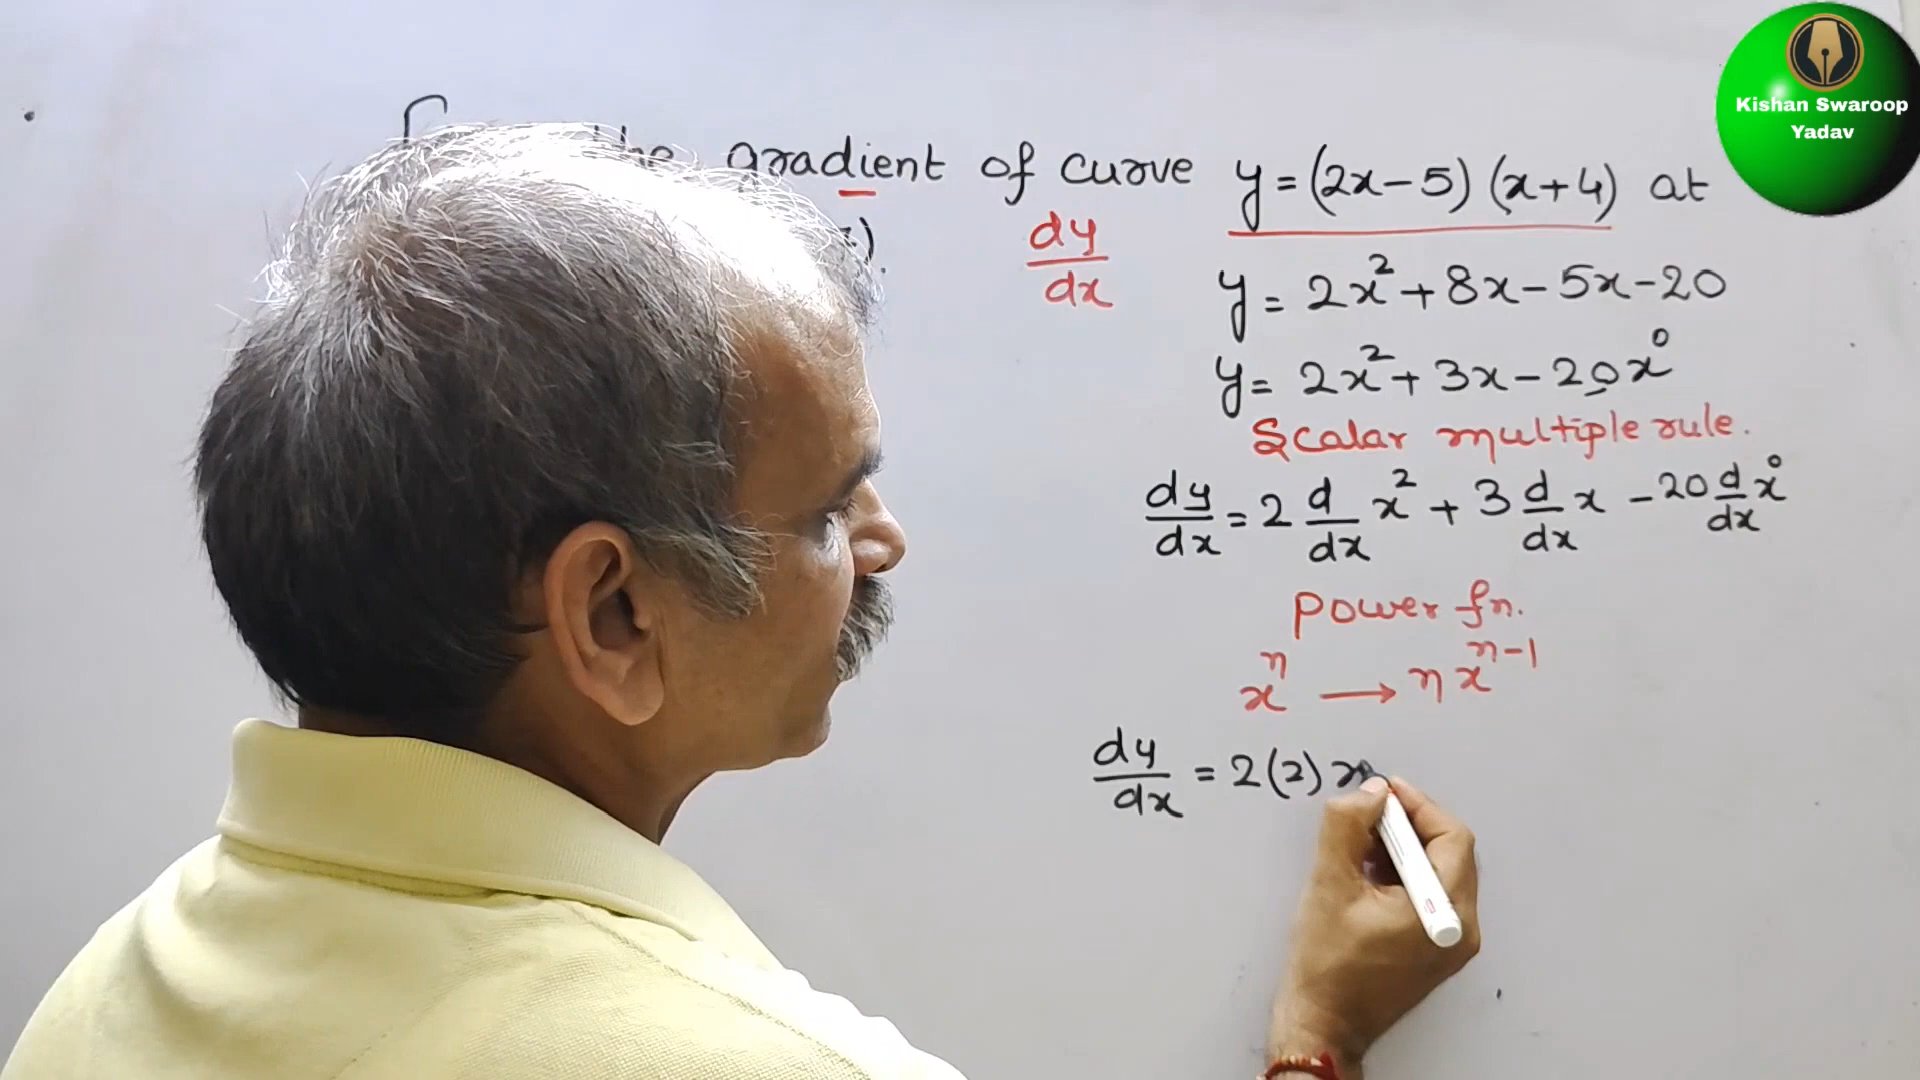 the gradient of curve y = (2x-5) (x+4) at
).
dy/dx
y = 2x²+8x-5x-20
y = 2x²+3x-20x⁰
Scalar multiple rule.
dy/dx = 2 d/dx x² + 3 d/dx x - 20 d/dx x⁰
Power fn.
xⁿ → n xⁿ⁻¹
dy/dx = 2(2) x
Kishan Swaroop
Yadav